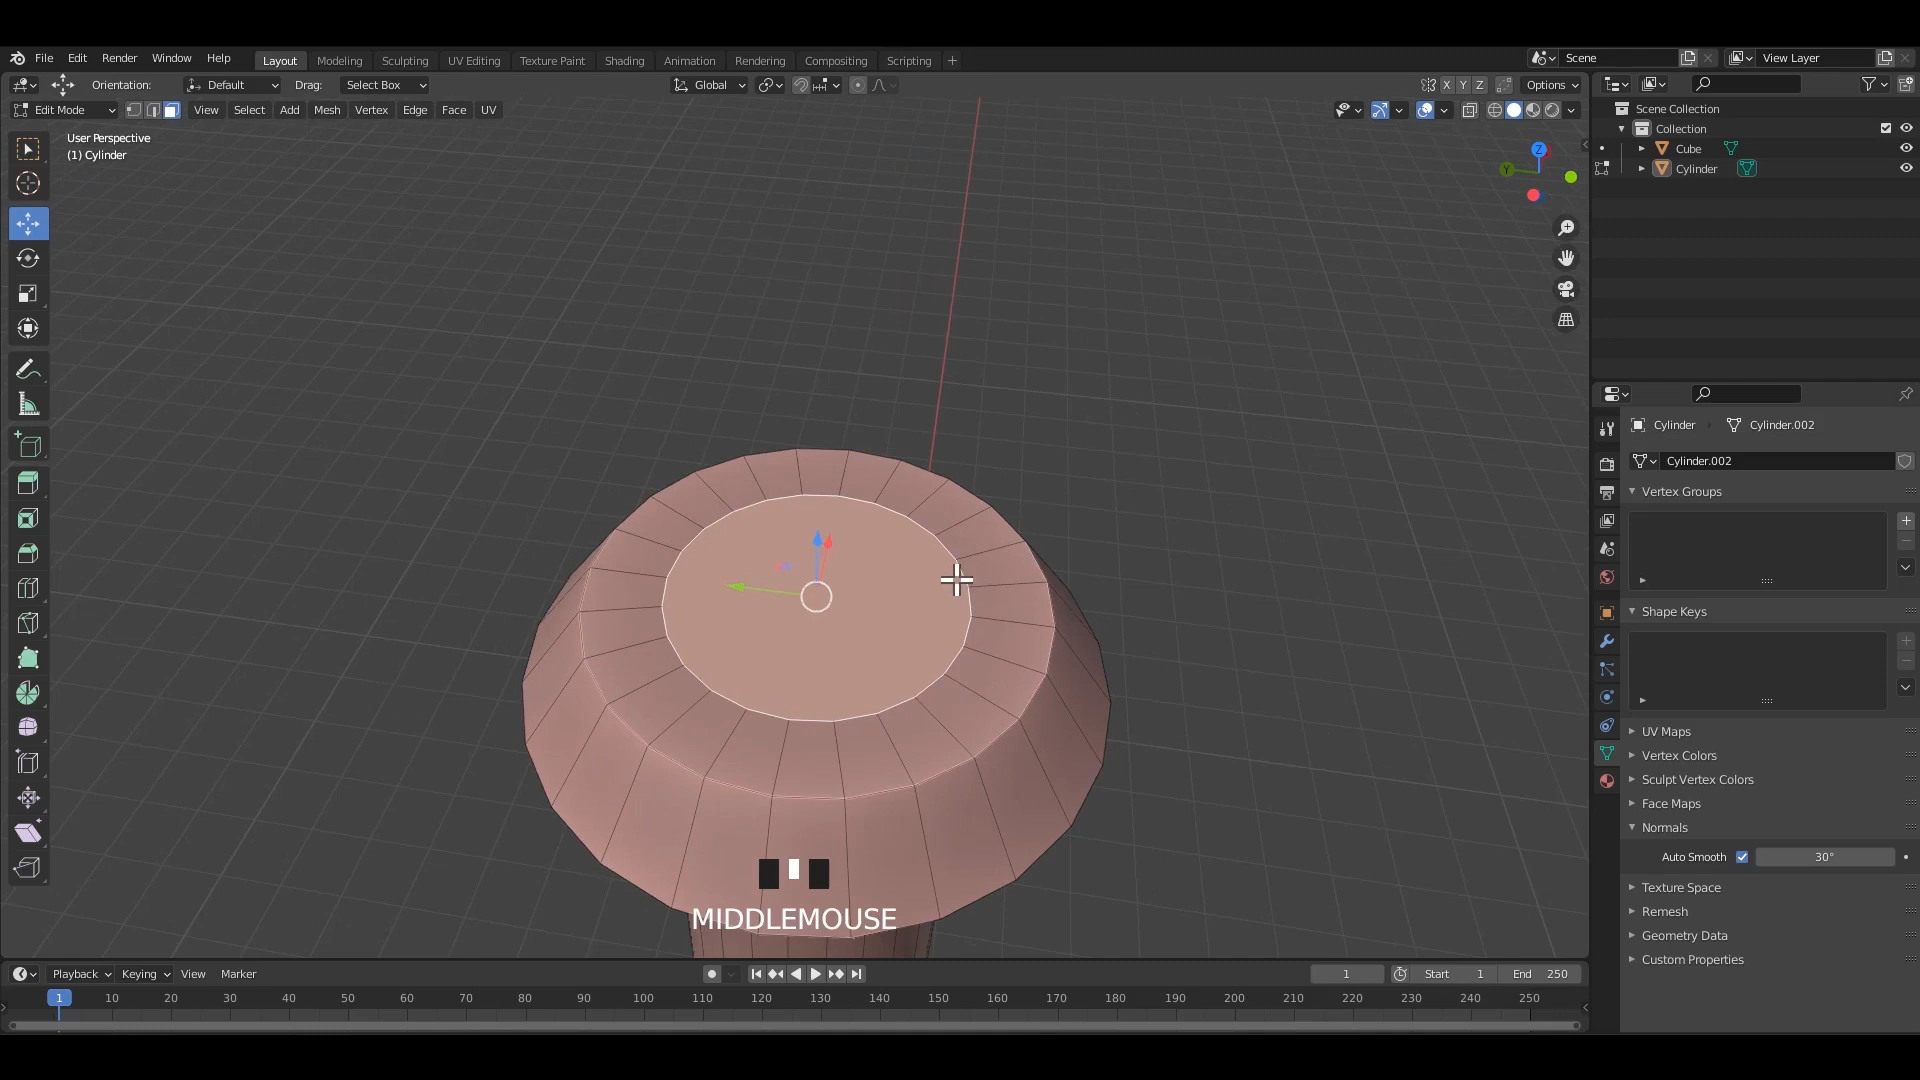 File Edit Render Window Help Layout Modeling Sculpting UV Editing Texture Paint Shading Animation Rendering Compositing Scripting + Scene View Layer
Orientation: Default Drag: Select Box Global X Y Z Options
Edit Mode View Select Add Mesh Vertex Edge Face UV
User Perspective
(1) Cylinder
Z
Y
MIDDLEMOUSE
Scene Collection
Collection
Cube
Cylinder
Cylinder Cylinder.002
Cylinder.002
Vertex Groups
Shape Keys
UV Maps
Vertex Colors
Sculpt Vertex Colors
Face Maps
Normals
Auto Smooth 30°
Texture Space
Remesh
Geometry Data
Custom Properties
Playback Keying View Marker 1 Start 1 End 250
1 10 20 30 40 50 60 70 80 90 100 110 120 130 140 150 160 170 180 190 200 210 220 230 240 250